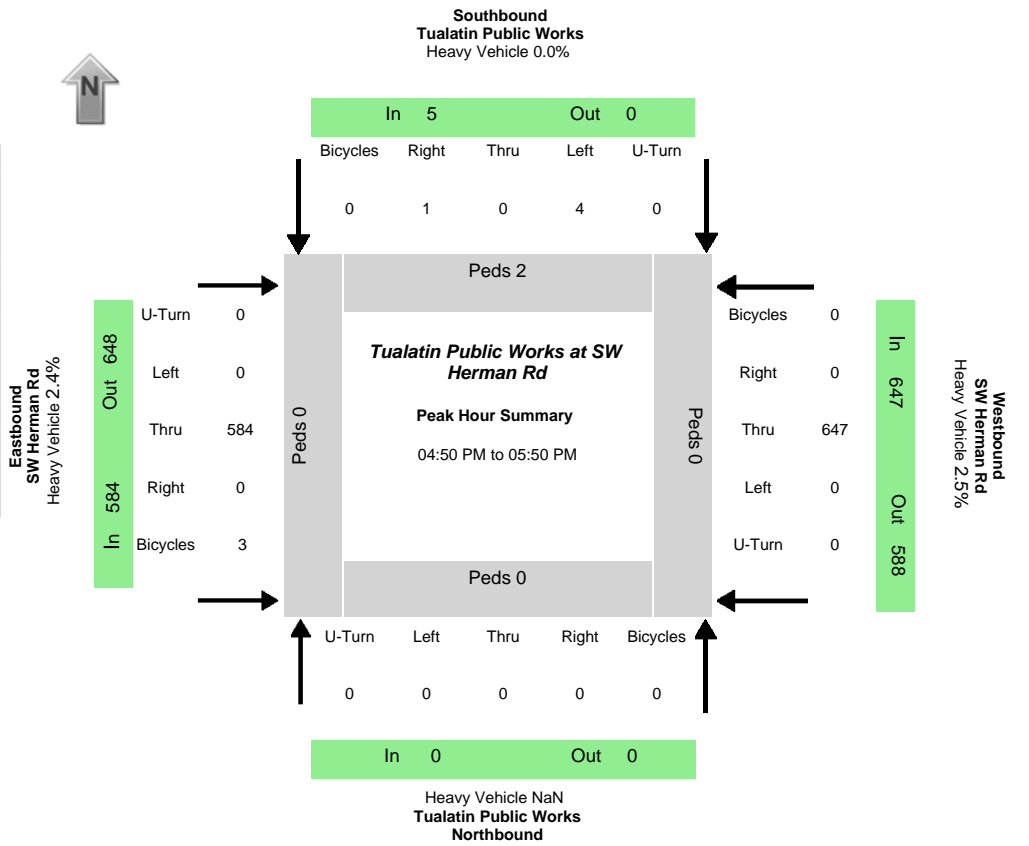 Southbound
Tualatin Public Works
Heavy Vehicle 0.0%
N
In 5 Out 0
Bicycles Right Thru Left U-Turn
0 1 0 4 0
Peds 2
Eastbound
SW Herman Rd
Heavy Vehicle 2.4%
In 584 Out 648
U-Turn 0
Left 0
Thru 584
Right 0
Bicycles 3
Peds 0
Tualatin Public Works at SW
Herman Rd
Peak Hour Summary
04:50 PM to 05:50 PM
Peds 0
Bicycles 0
Right 0
Thru 647
Left 0
U-Turn 0
In 647 Out 588
Westbound
SW Herman Rd
Heavy Vehicle 2.5%
Peds 0
U-Turn Left Thru Right Bicycles
0 0 0 0 0
In 0 Out 0
Heavy Vehicle NaN
Tualatin Public Works
Northbound